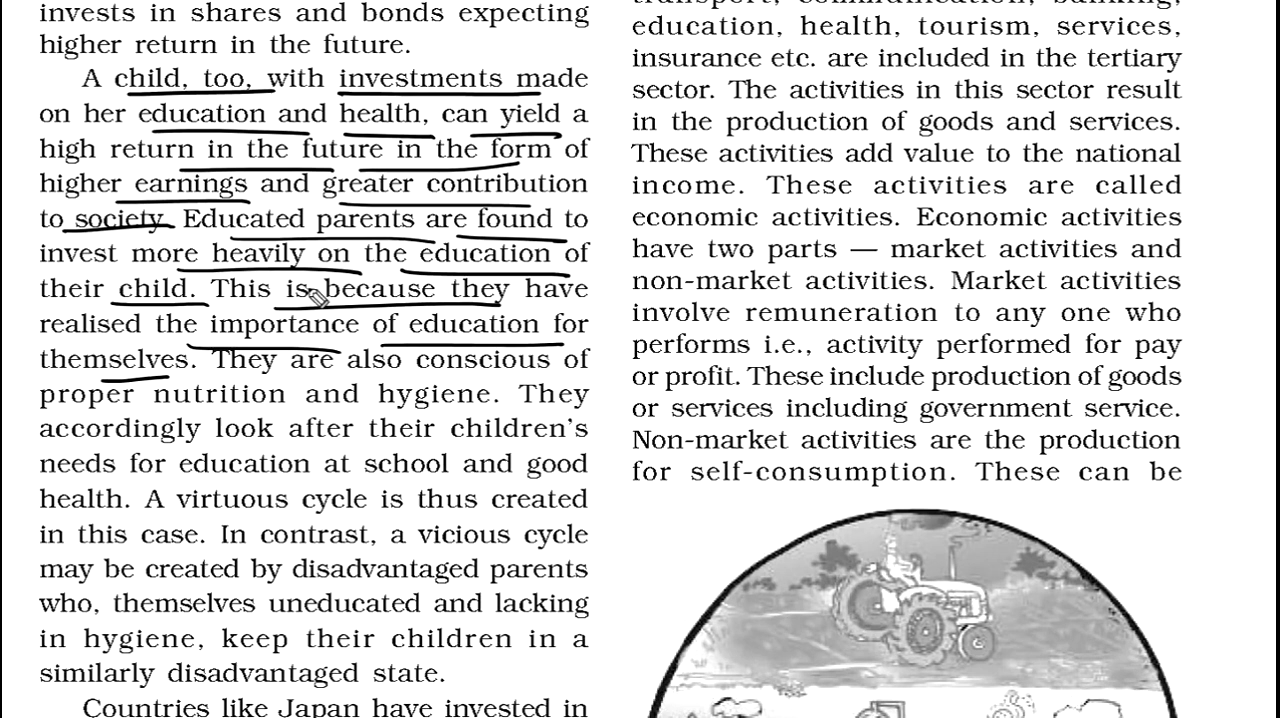 invests in shares and bonds expecting
higher return in the future.
A child, too, with investments made
on her education and health, can yield a
high return in the future in the form of
higher earnings and greater contribution
to society. Educated parents are found to
invest more heavily on the education of
their child. This is because they have
realised the importance of education for
themselves. They are also conscious of
proper nutrition and hygiene. They
accordingly look after their children's
needs for education at school and good
health. A virtuous cycle is thus created
in this case. In contrast, a vicious cycle
may be created by disadvantaged parents
who, themselves uneducated and lacking
in hygiene, keep their children in a
similarly disadvantaged state.
Countries like Japan have invested in
transport, communication, banking,
education, health, tourism, services,
insurance etc. are included in the tertiary
sector. The activities in this sector result
in the production of goods and services.
These activities add value to the national
income. These activities are called
economic activities. Economic activities
have two parts — market activities and
non-market activities. Market activities
involve remuneration to any one who
performs i.e., activity performed for pay
or profit. These include production of goods
or services including government service.
Non-market activities are the production
for self-consumption. These can be